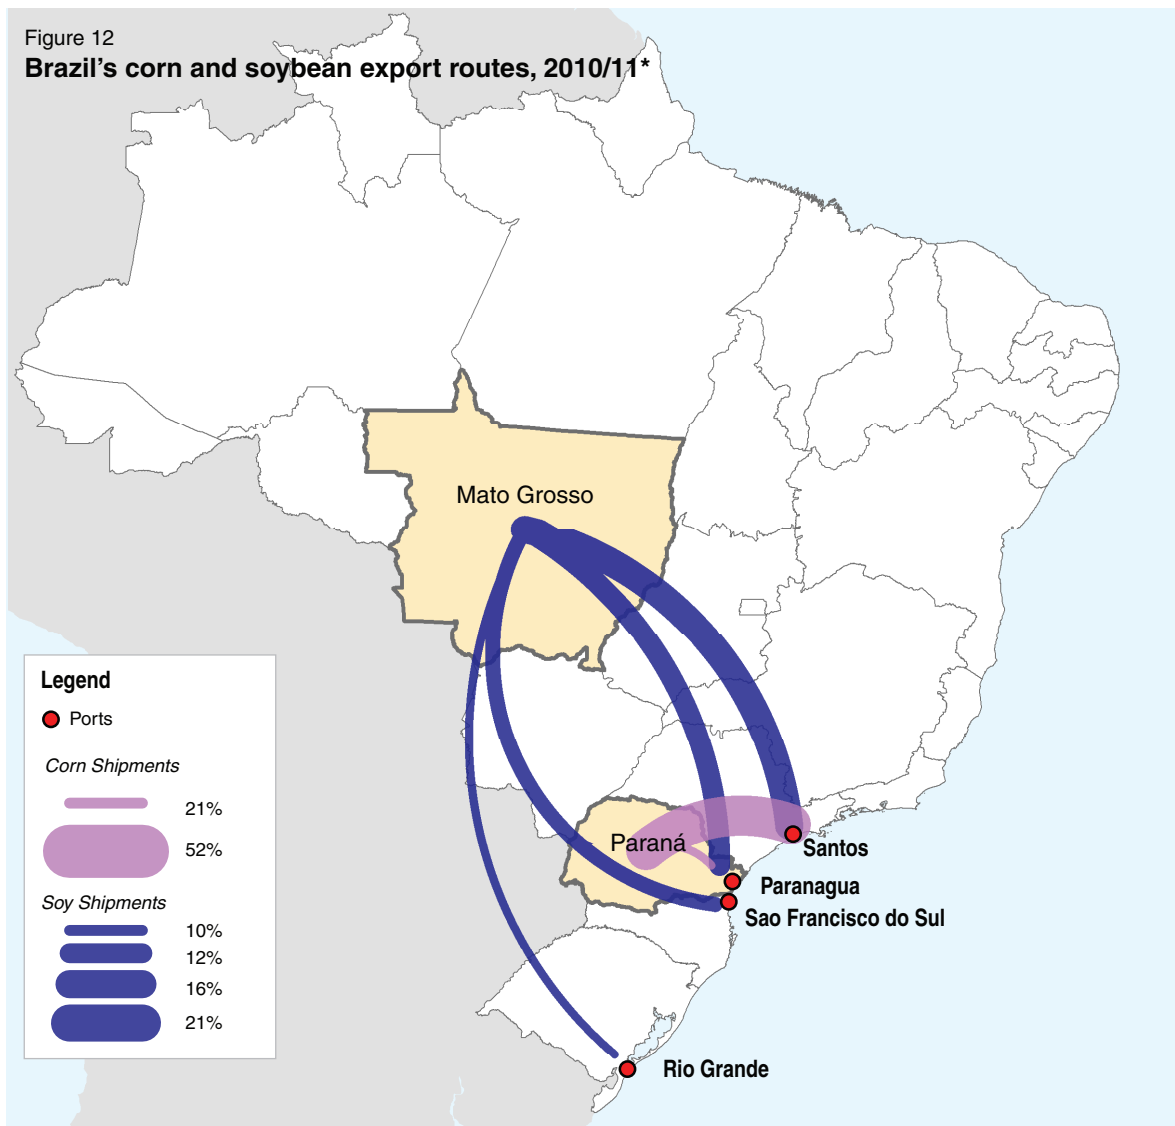 Figure 12
Brazil's corn and soybean export routes, 2010/11*
Mato Grosso
Paraná
Santos
Paranagua
Sao Francisco do Sul
Rio Grande
Legend
Ports
Corn Shipments
21%
52%
Soy Shipments
10%
12%
16%
21%